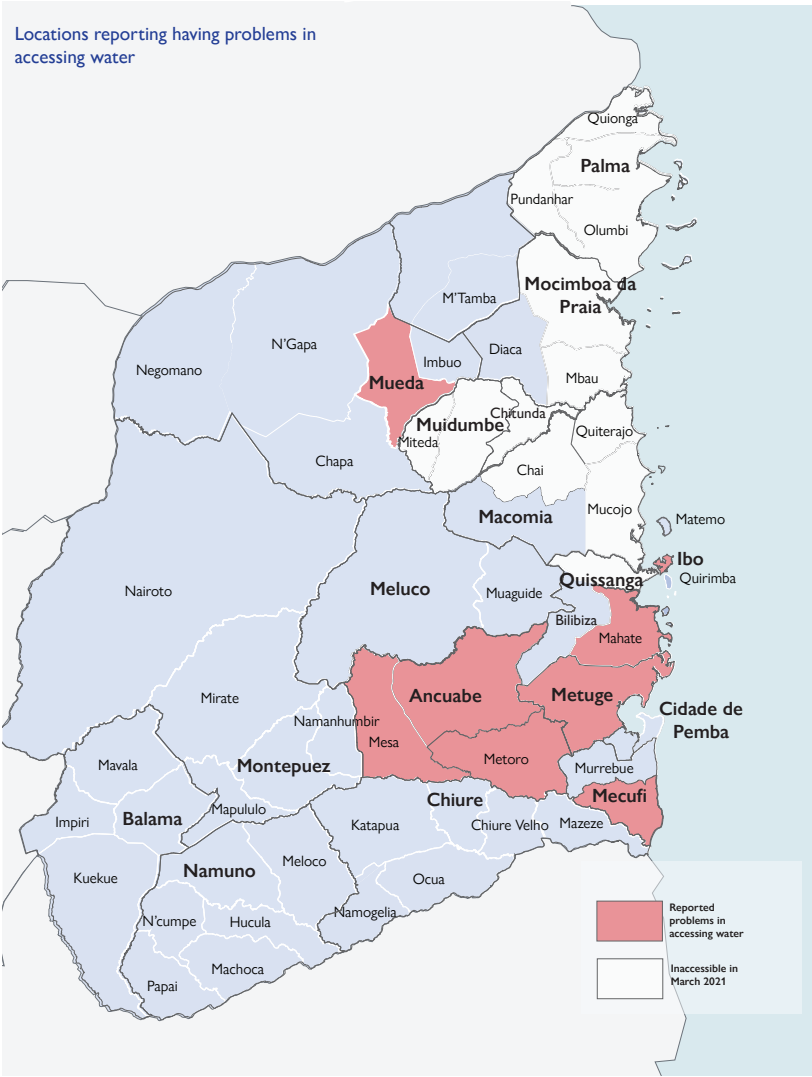 Locations reporting having problems in
accessing water
Quionga
Palma
Pundanhar
Olumbi
Mocimboa da
Praia
M'Tamba
N'Gapa
Diaca
Imbuo
Negomano
Mbau
Mueda
Chitunda
Muidumbe
Quiterajo
Miteda
Chapa
Chai
Mucojo
Macomia
Matemo
Ibo
Quissanga
Quirimba
Nairoto
Meluco
Muaguide
Bilibiza
Mahate
Mirate
Ancuabe
Metuge
Cidade de
Pemba
Namanhumbir
Mesa
Metoro
Mavala
Montepuez
Murrebue
Mecufi
Chiure
Mapululo
Impiri
Balama
Katapua
Chiure Velho
Mazeze
Meloco
Kuekue
Namuno
Ocua
Namogelia
N'cumpe
Hucula
Machoca
Papai
Reported
problems in
accessing water
Inaccessible in
March 2021